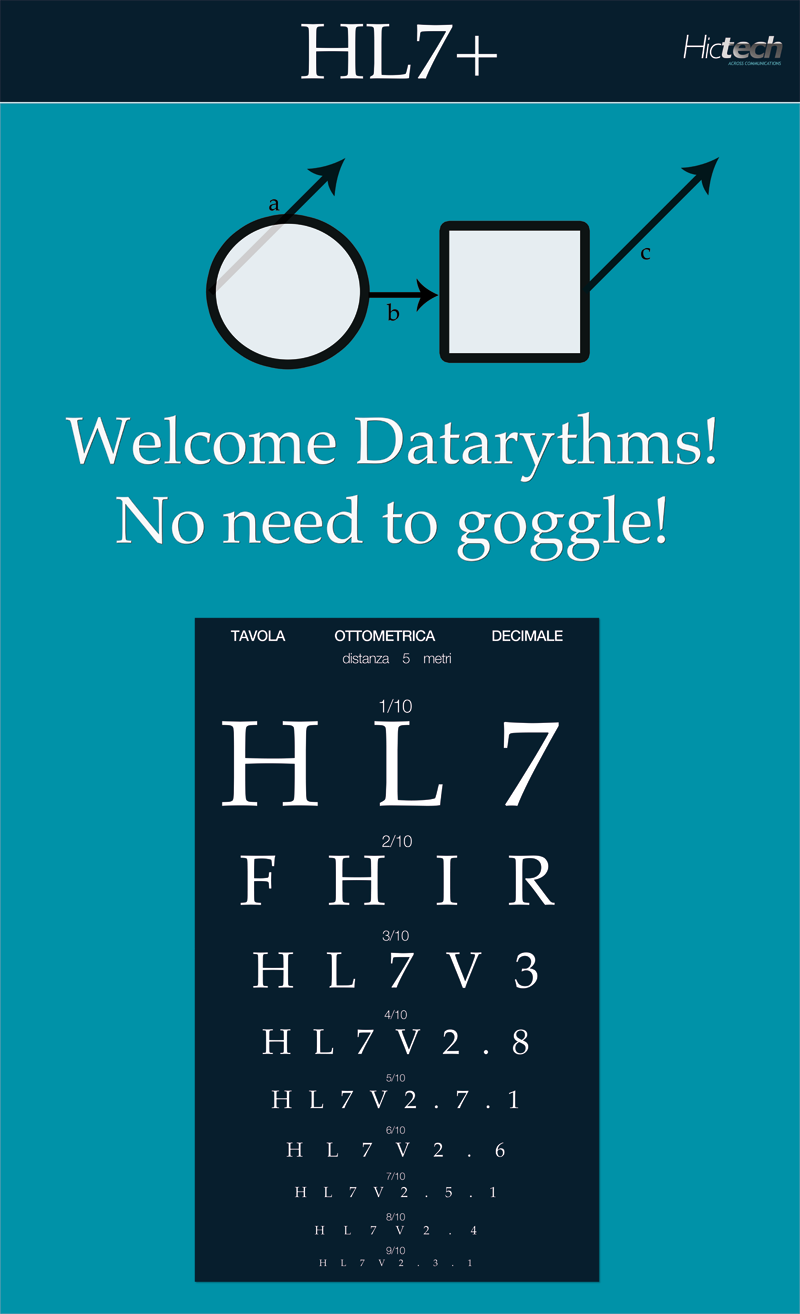 HL7+
Hictech
ACROSS COMMUNICATIONS
a
b
c
Welcome Datarythms!
No need to goggle!
TAVOLA OTTOMETRICA DECIMALE
distanza 5 metri
1/10
H L 7
2/10
F H I R
3/10
H L 7 V 3
4/10
H L 7 V 2 . 8
5/10
H L 7 V 2 . 7 . 1
6/10
H L 7 V 2 . 6
7/10
H L 7 V 2 . 5 . 1
8/10
H L 7 V 2 . 4
9/10
H L 7 V 2 . 3 . 1